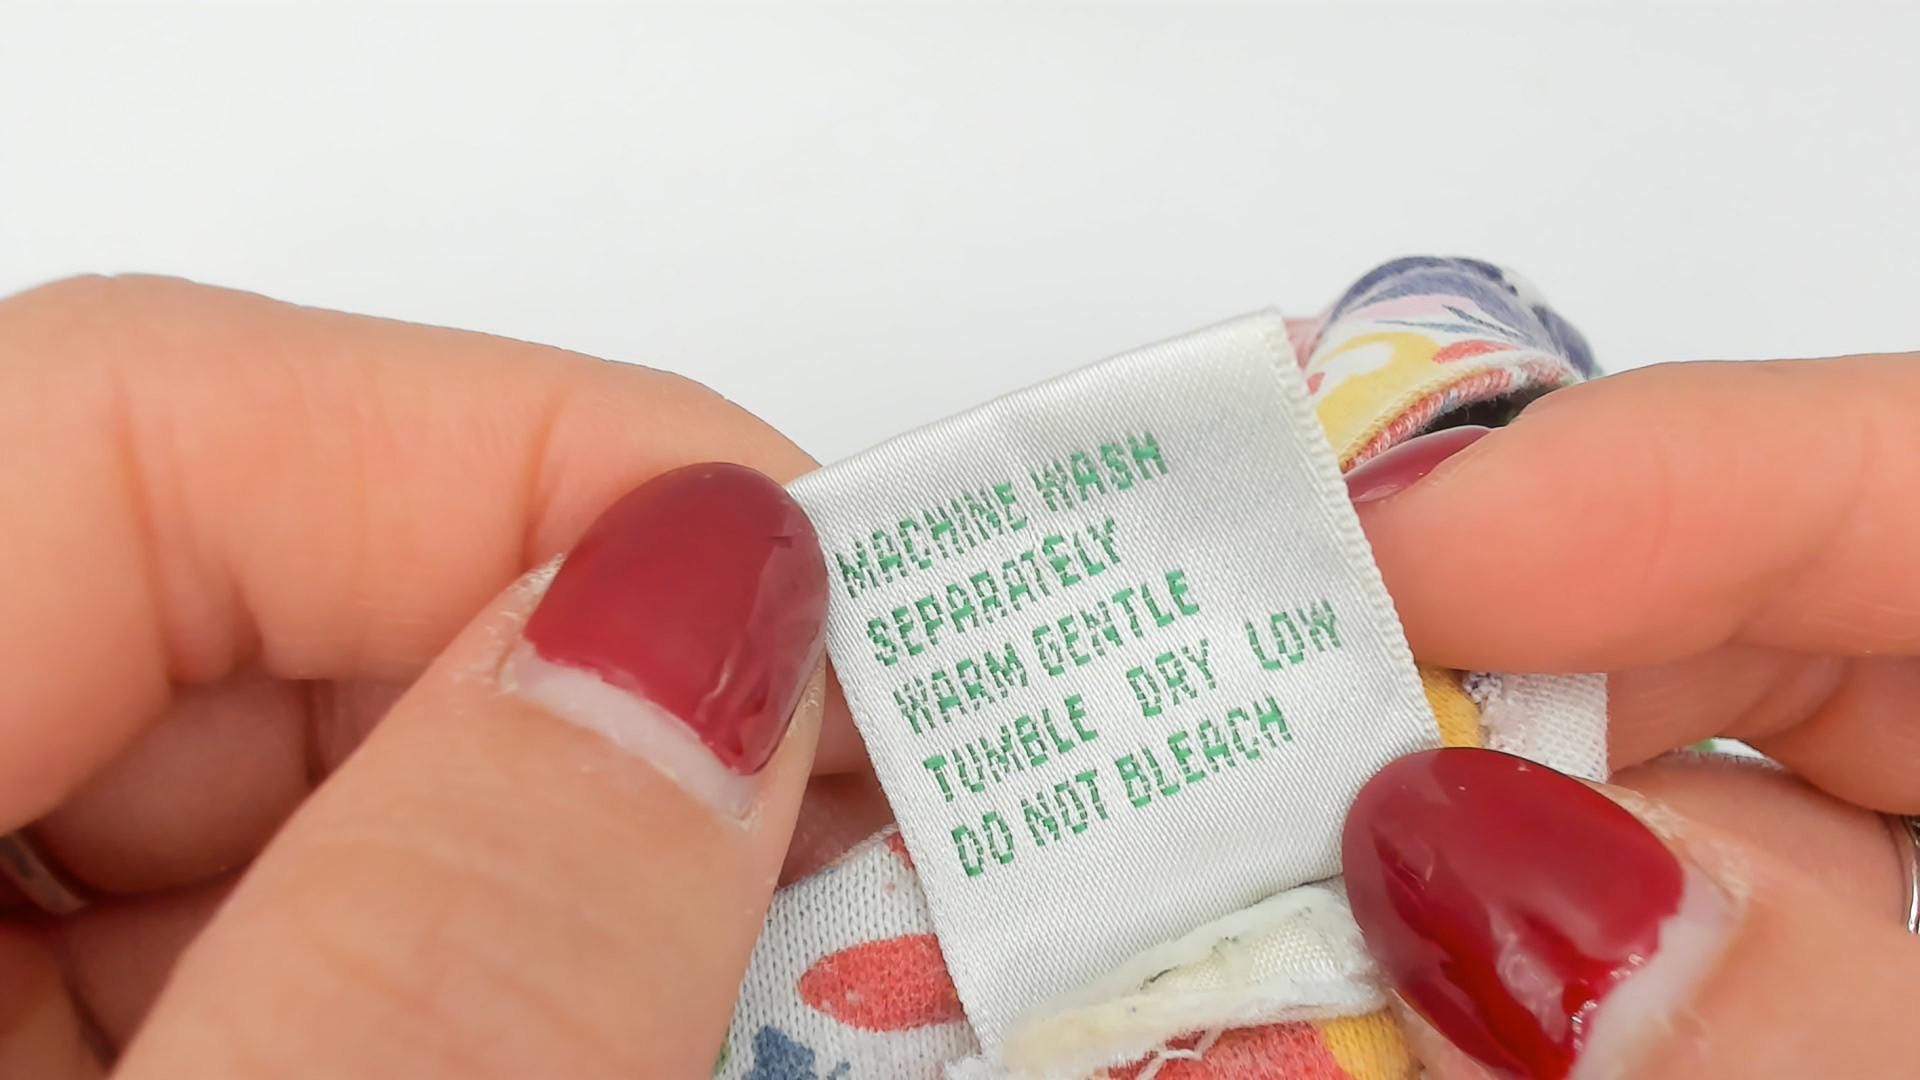 MACHINE WASH
SEPARATELY
WARM GENTLE
TUMBLE DRY LOW
DO NOT BLEACH